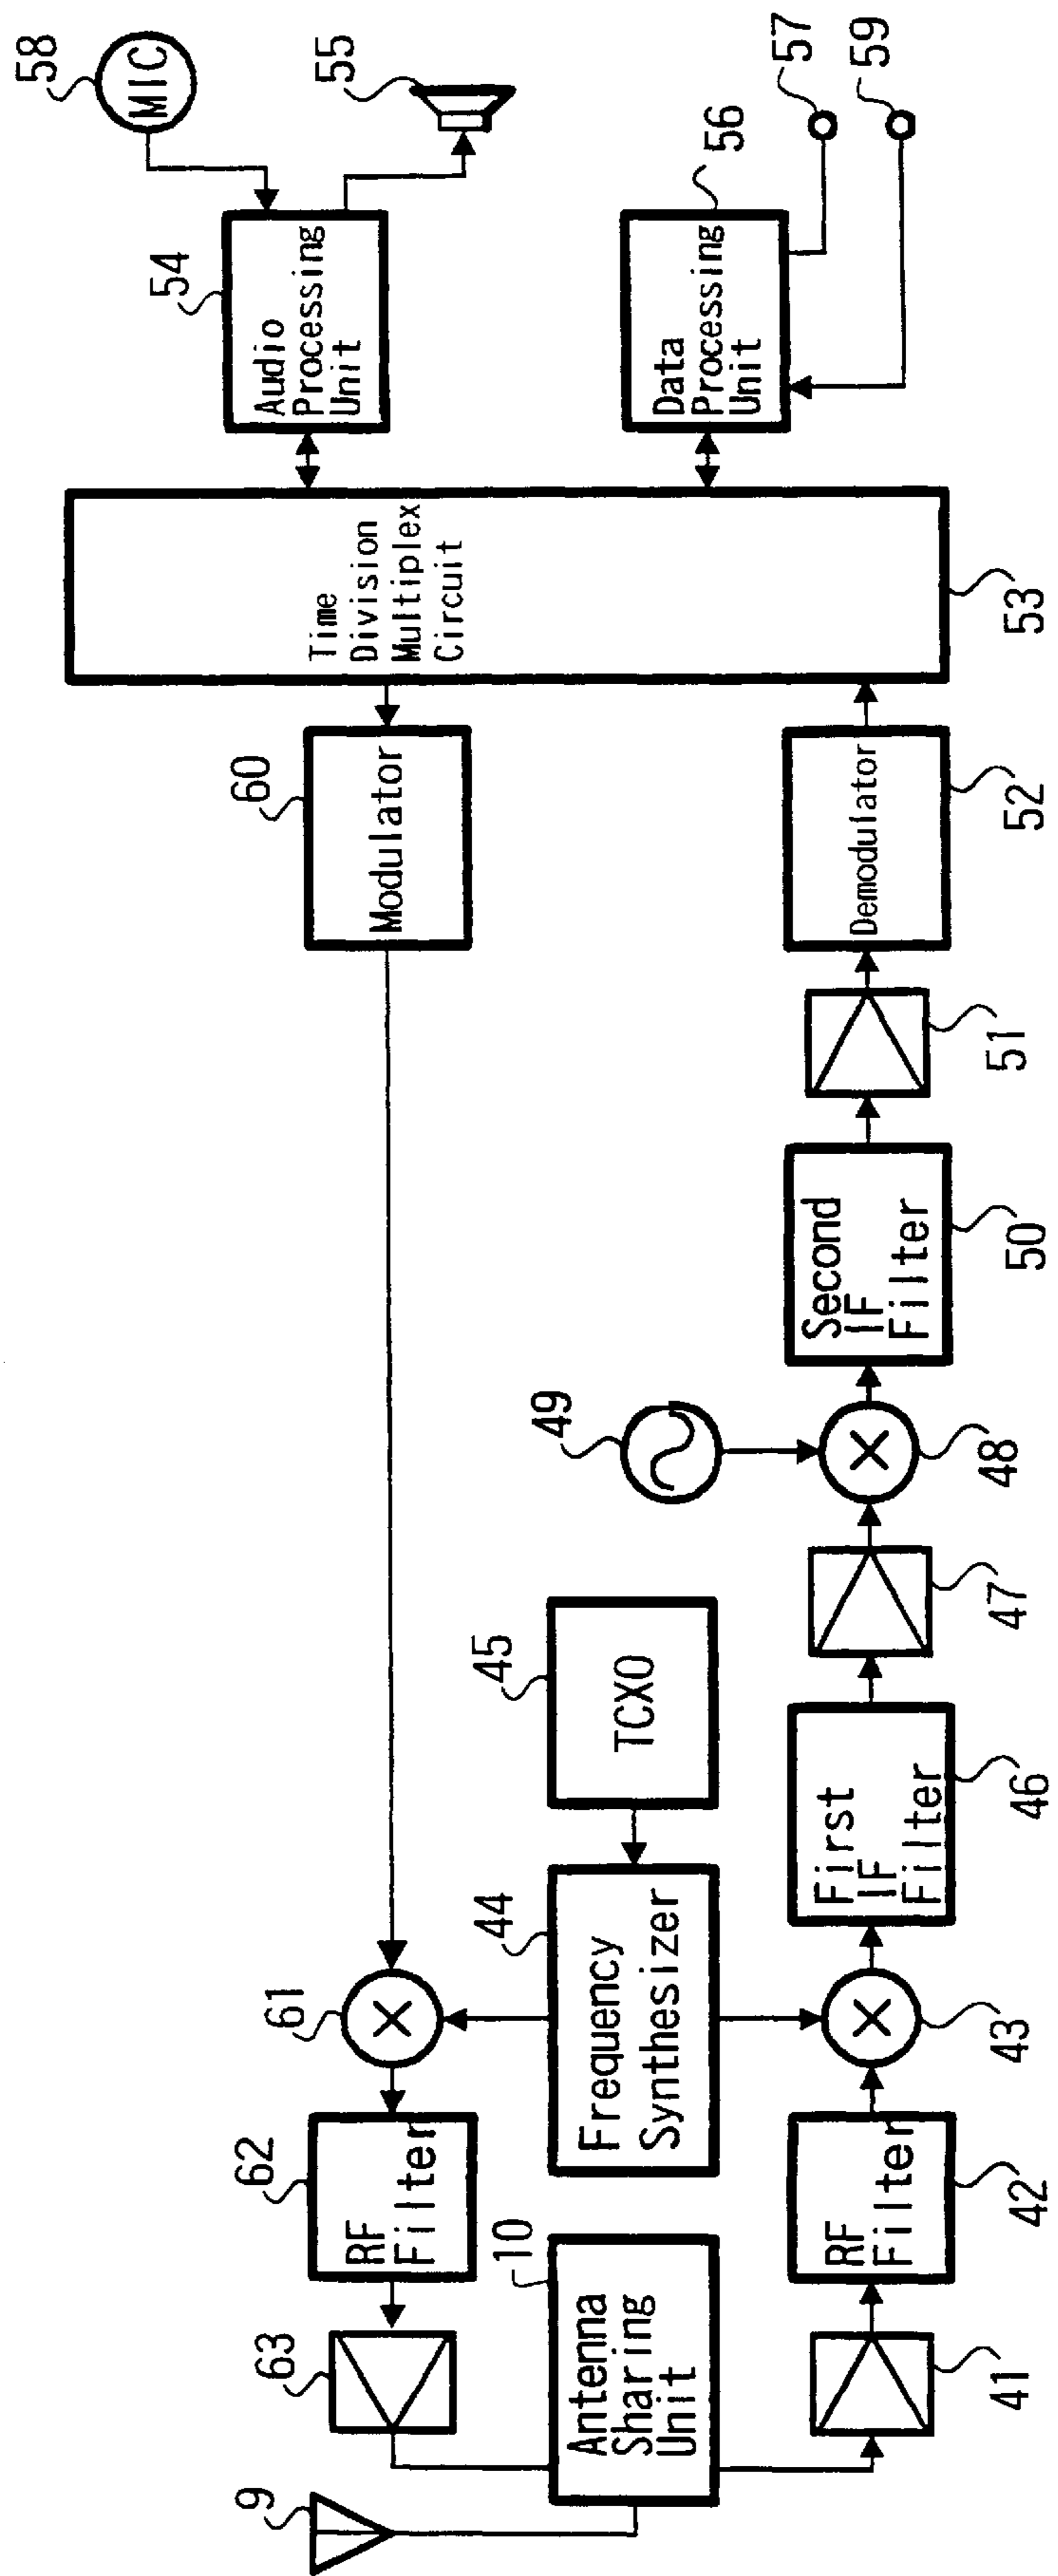 9
63
62
RF
Filter
61
60
Modulator
54
Audio
Processing
Unit
58
MIC
55
10
Antenna
Sharing
Unit
44
Frequency
Synthesizer
45
TCXO
49
Time
Division
Multiplex
Circuit
53
56
Data
Processing
Unit
57
59
41
RF
Filter
42
43
First
IF
Filter
46
47
48
Second
IF
Filter
50
51
Demodulator
52